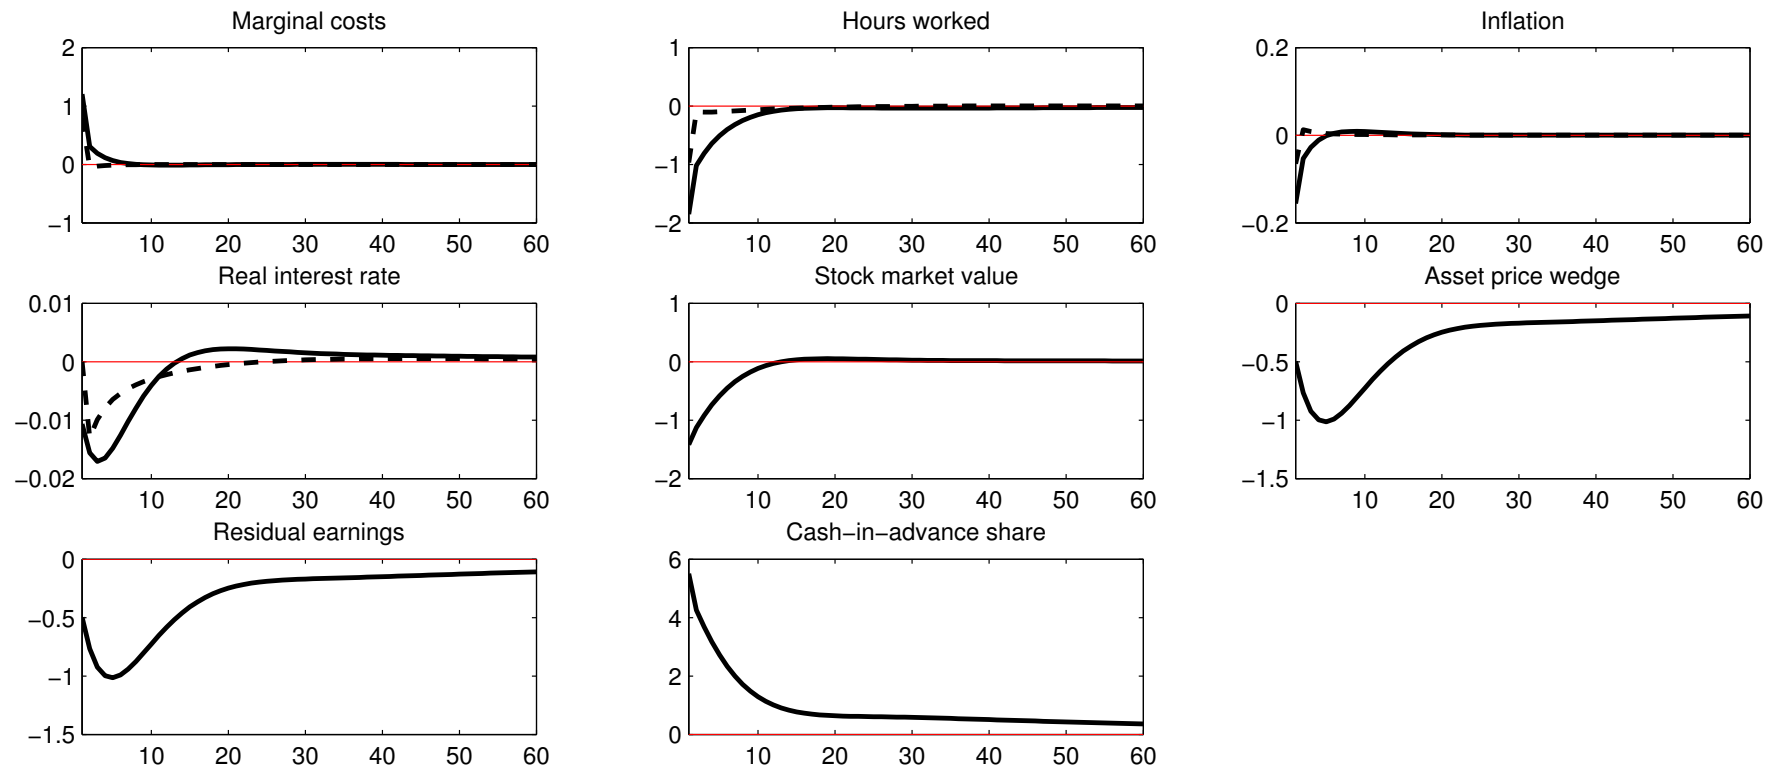 Marginal costs
2
1
0
−1
10 20 30 40 50 60
Hours worked
1
0
−1
−2
10 20 30 40 50 60
Inflation
0.2
0
−0.2
10 20 30 40 50 60
Real interest rate
0.01
0
−0.01
−0.02
10 20 30 40 50 60
Stock market value
1
0
−1
−2
10 20 30 40 50 60
Asset price wedge
0
−0.5
−1
−1.5
10 20 30 40 50 60
Residual earnings
0
−0.5
−1
−1.5
10 20 30 40 50 60
Cash−in−advance share
6
4
2
0
10 20 30 40 50 60